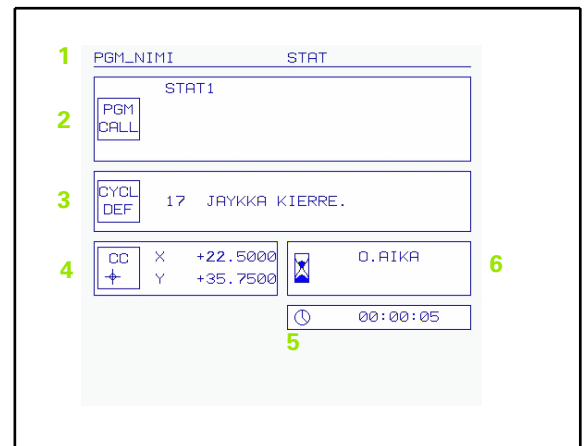 1 PGM_NIMI STAT
STAT1
2 PGM CALL
3 CYCL DEF 17 JAYKKA KIERRE.
4 CC X +22.5000 O.AIKA 6
Y +35.7500
00:00:05
5